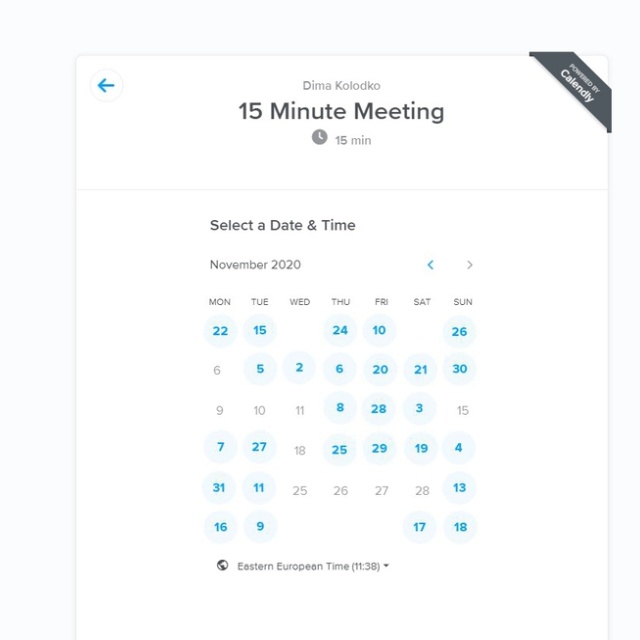 POWERED BY
Calendly
Dima Kolodko
15 Minute Meeting
15 min
Select a Date & Time
November 2020
MON TUE WED THU FRI SAT SUN
22 15 24 10 26
6 5 2 6 20 21 30
9 10 11 8 28 3 15
7 27 18 25 29 19 4
31 11 25 26 27 28 13
16 9 17 18
Eastern European Time (11:38)